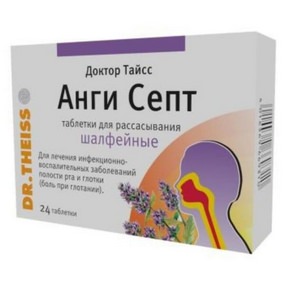 Доктор Тайсс
Анги Септ
таблетки для рассасывания
шалфейные
Для лечения инфекционно-
воспалительных заболеваний
полости рта и глотки
(боль при глотании).
24 таблетки
DR.THEISS